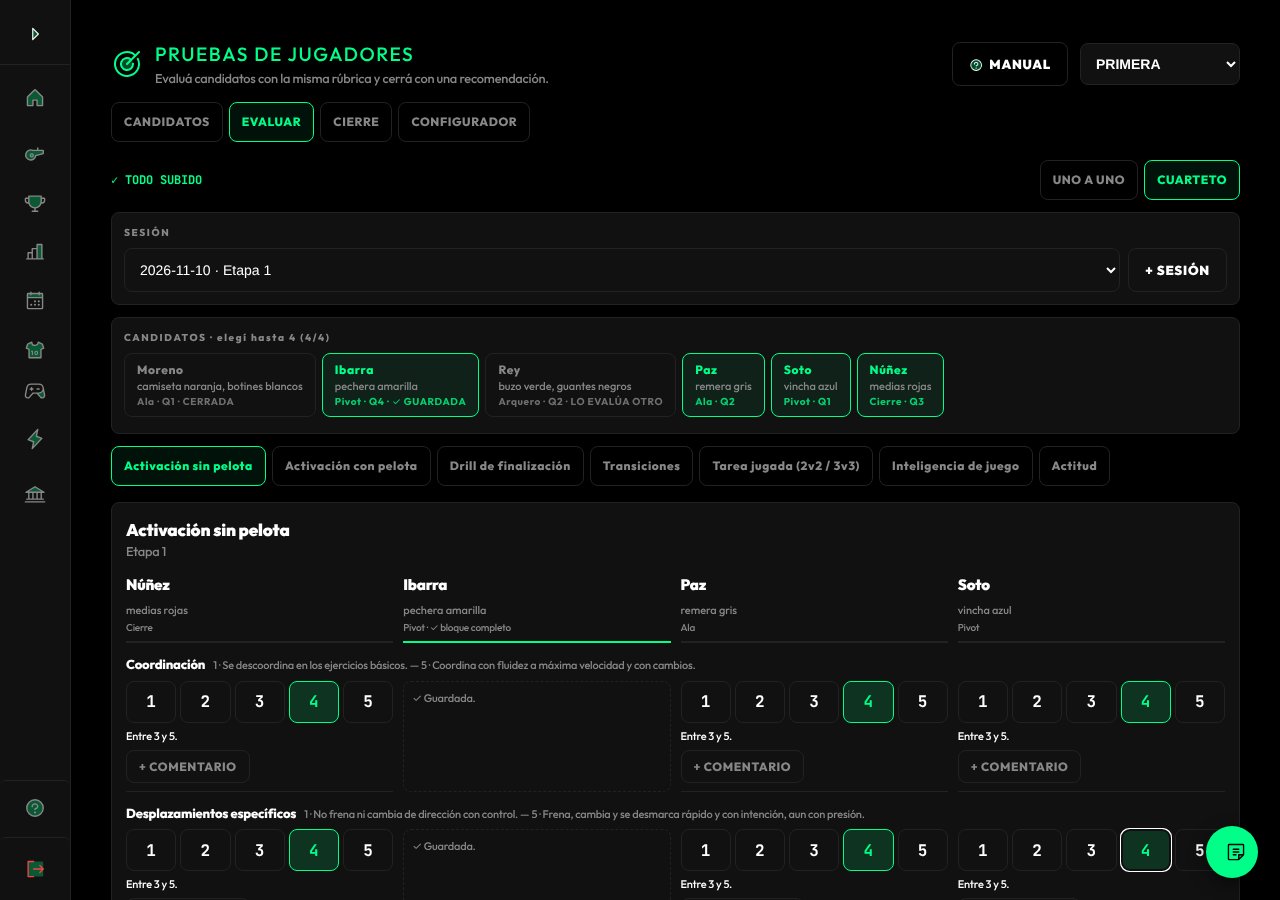 PRUEBAS DE JUGADORES
Evaluá candidatos con la misma rúbrica y cerrá con una recomendación.
MANUAL
PRIMERA
CANDIDATOS
EVALUAR
CIERRE
CONFIGURADOR
✓ TODO SUBIDO
UNO A UNO
CUARTETO
SESIÓN
2026-11-10 · Etapa 1
+ SESIÓN
CANDIDATOS · elegí hasta 4 (4/4)
Moreno
camiseta naranja, botines blancos
Ala · Q1 · CERRADA
Ibarra
pechera amarilla
Pivot · Q4 · ✓ GUARDADA
Rey
buzo verde, guantes negros
Arquero · Q2 · LO EVALÚA OTRO
Paz
remera gris
Ala · Q2
Soto
vincha azul
Pivot · Q1
Núñez
medias rojas
Cierre · Q3
Activación sin pelota
Activación con pelota
Drill de finalización
Transiciones
Tarea jugada (2v2 / 3v3)
Inteligencia de juego
Actitud
Activación sin pelota
Etapa 1
Núñez
medias rojas
Cierre
Ibarra
pechera amarilla
Pivot · ✓ bloque completo
Paz
remera gris
Ala
Soto
vincha azul
Pivot
Coordinación 1 · Se descoordina en los ejercicios básicos. — 5 · Coordina con fluidez a máxima velocidad y con cambios.
1 2 3 4 5
Entre 3 y 5.
+ COMENTARIO
✓ Guardada.
1 2 3 4 5
Entre 3 y 5.
+ COMENTARIO
1 2 3 4 5
Entre 3 y 5.
+ COMENTARIO
Desplazamientos específicos 1 · No frena ni cambia de dirección con control. — 5 · Frena, cambia y se desmarca rápido y con intención, aun con presión.
1 2 3 4 5
Entre 3 y 5.
✓ Guardada.
1 2 3 4 5
Entre 3 y 5.
1 2 3 4 5
Entre 3 y 5.